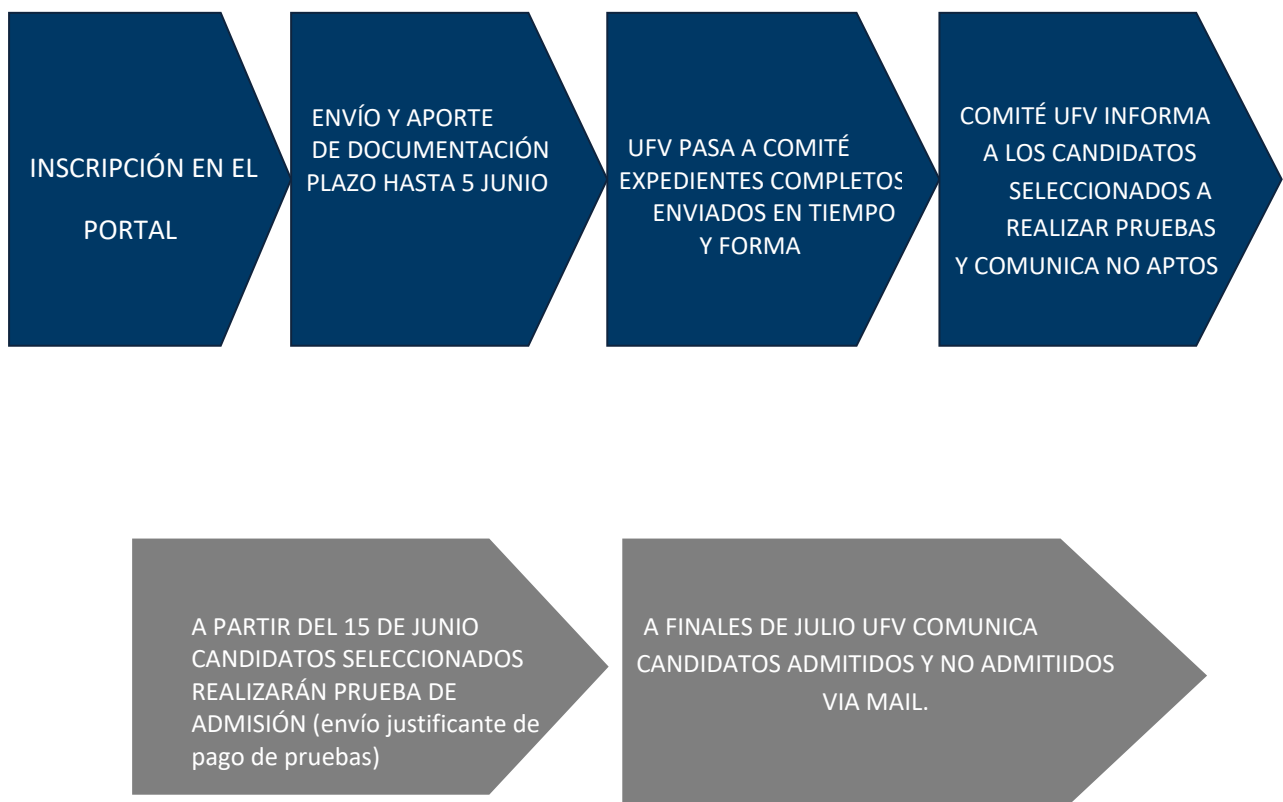 INSCRIPCIÓN EN EL
PORTAL
ENVÍO Y APORTE
DE DOCUMENTACIÓN
PLAZO HASTA 5 JUNIO
UFV PASA A COMITÉ
EXPEDIENTES COMPLETOS
ENVIADOS EN TIEMPO
Y FORMA
COMITÉ UFV INFORMA
A LOS CANDIDATOS
SELECCIONADOS A
REALIZAR PRUEBAS
Y COMUNICA NO APTOS
A PARTIR DEL 15 DE JUNIO
CANDIDATOS SELECCIONADOS
REALIZARÁN PRUEBA DE
ADMISIÓN (envío justificante de
pago de pruebas)
A FINALES DE JULIO UFV COMUNICA
CANDIDATOS ADMITIDOS Y NO ADMITIIDOS
VIA MAIL.